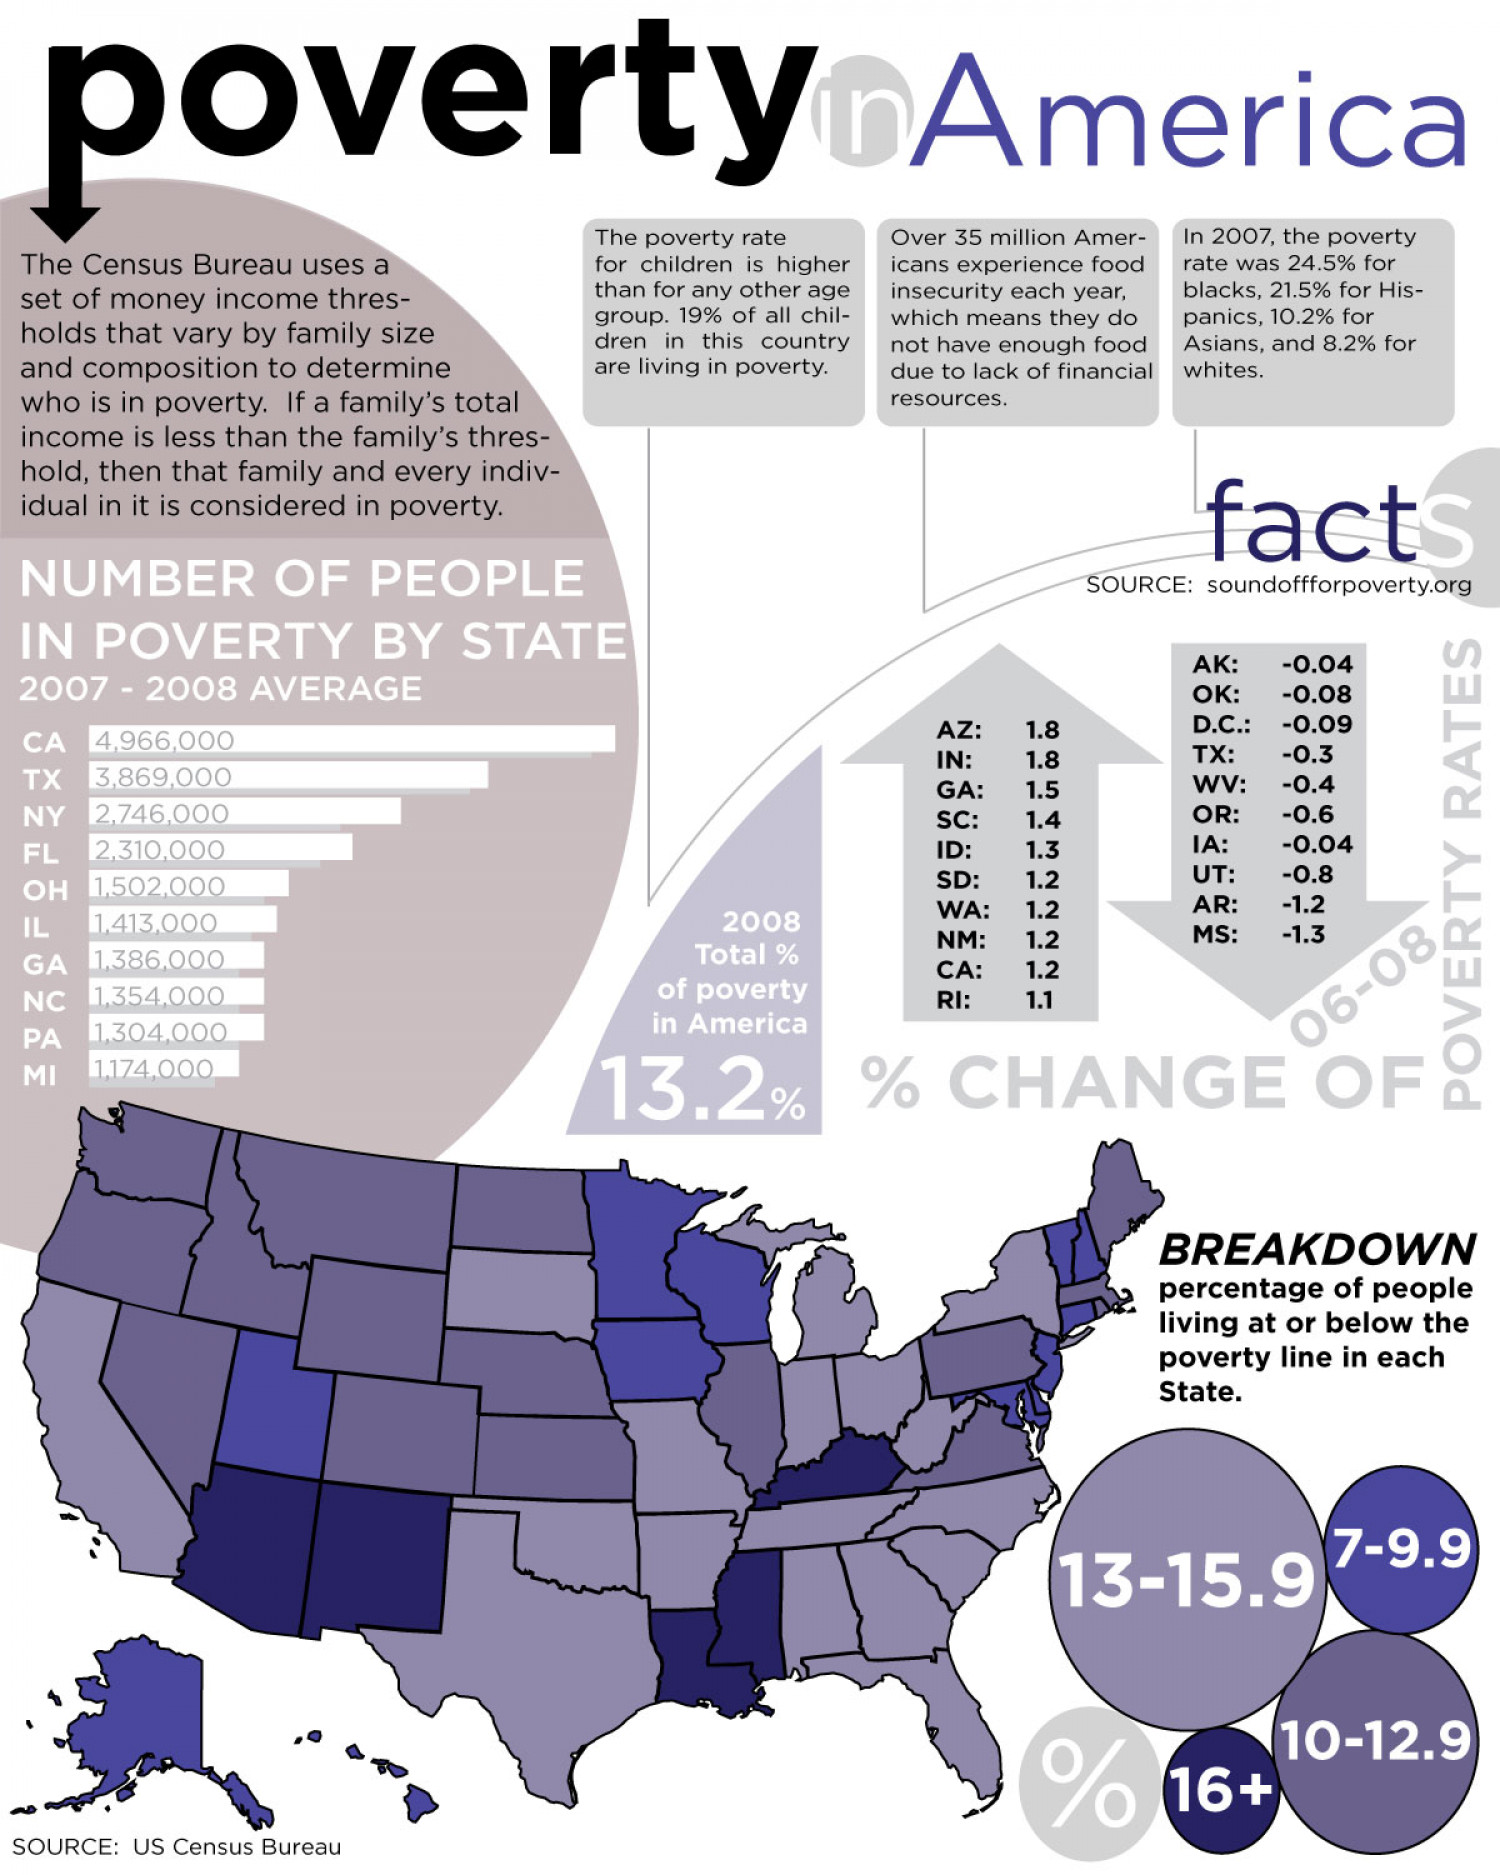 poverty in America
The Census Bureau uses a
set of money income thres-
holds that vary by family size
and composition to determine
who is in poverty. If a family's total
income is less than the family's thres-
hold, then that family and every indiv-
idual in it is considered in poverty.
The poverty rate
for children is higher
than for any other age
group. 19% of all chil-
dren in this country
are living in poverty.
Over 35 million Amer-
icans experience food
insecurity each year,
which means they do
not have enough food
due to lack of financial
resources.
In 2007, the poverty
rate was 24.5% for
blacks, 21.5% for His-
panics, 10.2% for
Asians, and 8.2% for
whites.
facts
SOURCE: soundoffforpoverty.org
NUMBER OF PEOPLE
IN POVERTY BY STATE
2007 - 2008 AVERAGE
CA 4,966,000
TX 3,869,000
NY 2,746,000
FL 2,310,000
OH 1,502,000
IL 1,413,000
GA 1,386,000
NC 1,354,000
PA 1,304,000
MI 1,174,000
2008
Total %
of poverty
in America
13.2%
AZ: 1.8
IN: 1.8
GA: 1.5
SC: 1.4
ID: 1.3
SD: 1.2
WA: 1.2
NM: 1.2
CA: 1.2
RI: 1.1
AK: -0.04
OK: -0.08
D.C.: -0.09
TX: -0.3
WV: -0.4
OR: -0.6
IA: -0.04
UT: -0.8
AR: -1.2
MS: -1.3
% CHANGE OF
POVERTY RATES
06-08
BREAKDOWN
percentage of people
living at or below the
poverty line in each
State.
13-15.9
7-9.9
10-12.9
16+
%
SOURCE: US Census Bureau